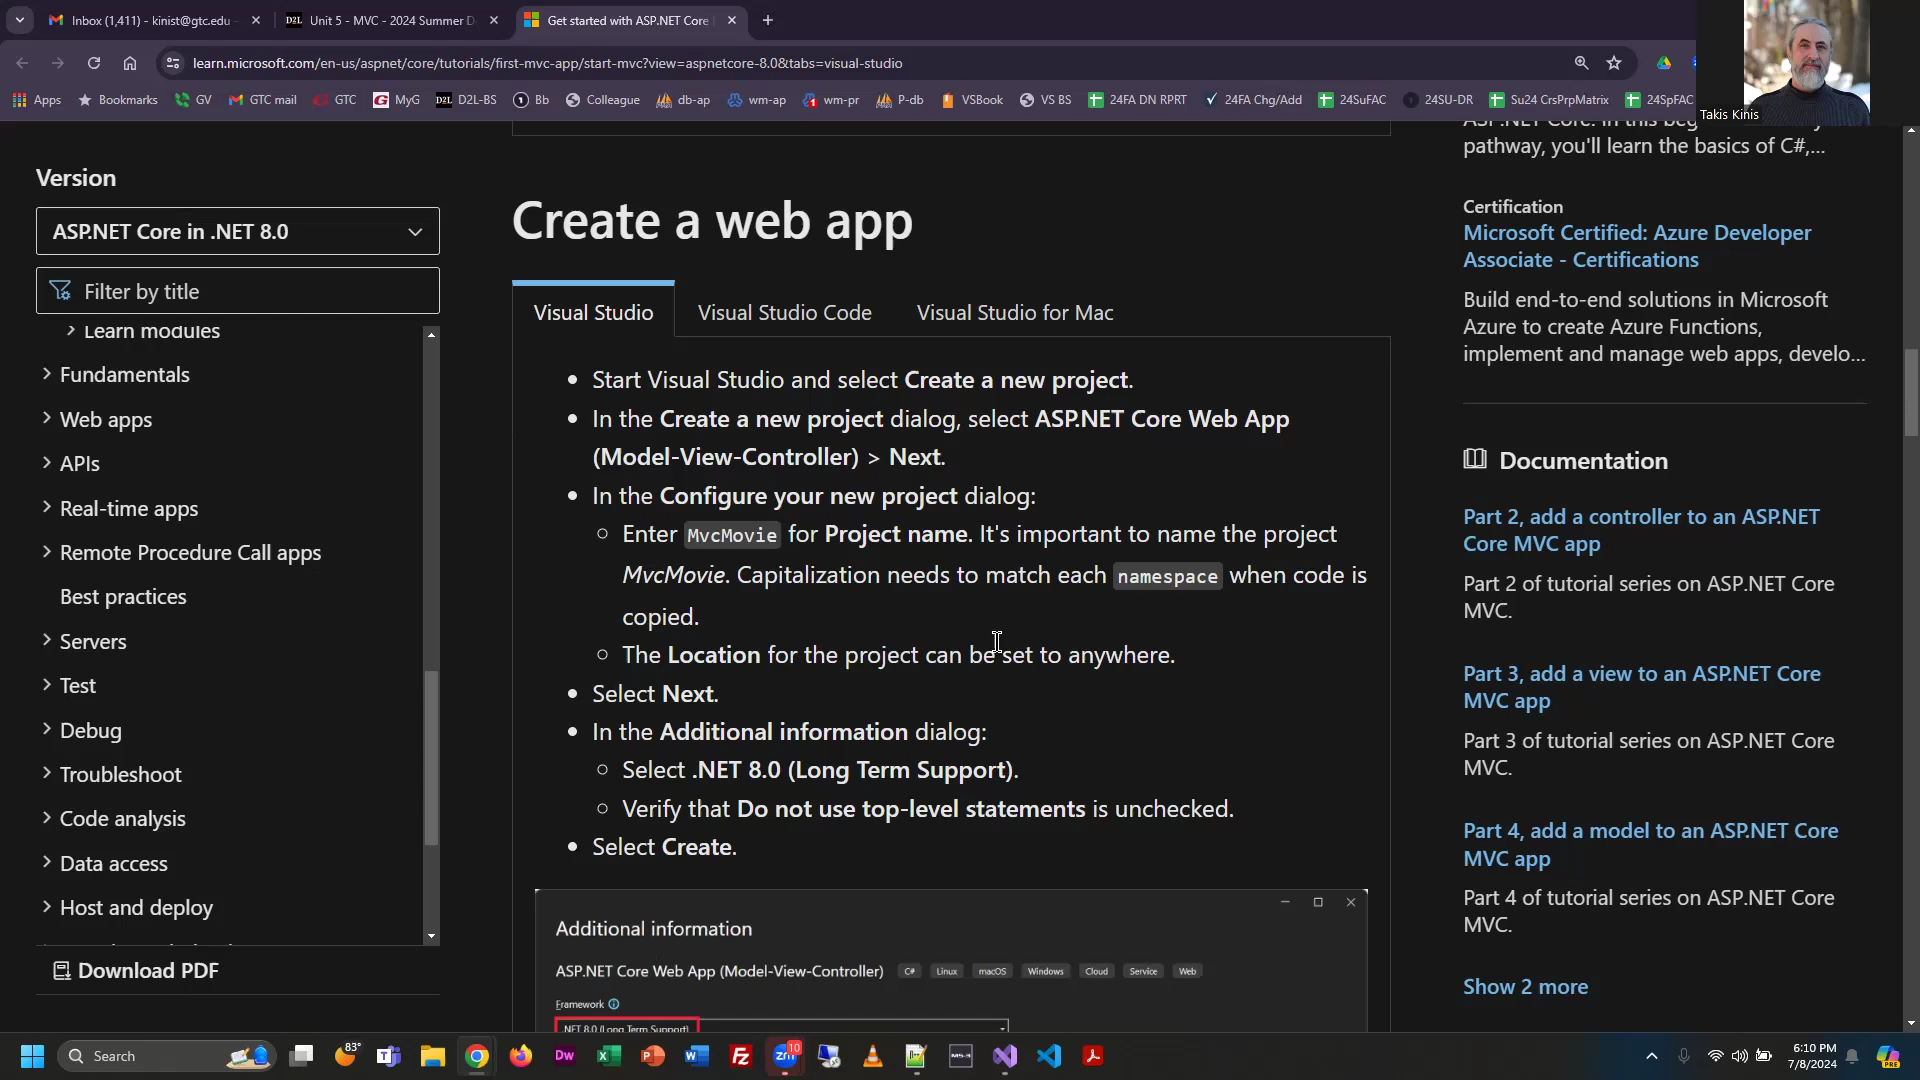 Inbox (1,411) - kinist@gtc.edu
Unit 5 - MVC - 2024 Summer D
Get started with ASP.NET Core
learn.microsoft.com/en-us/aspnet/core/tutorials/first-mvc-app/start-mvc?view=aspnetcore-8.0&tabs=visual-studio
Apps
Bookmarks
GV
GTC mail
GTC
MyG
D2L-BS
Bb
Colleague
db-ap
wm-ap
wm-pr
P-db
VSBook
VS BS
24FA DN RPRT
24FA Chg/Add
24SuFAC
24SU-DR
Su24 CrsPrpMatrix
24SpFAC
Takis Kinis
Version
ASP.NET Core in .NET 8.0
Filter by title
Learn modules
Fundamentals
Web apps
APIs
Real-time apps
Remote Procedure Call apps
Best practices
Servers
Test
Debug
Troubleshoot
Code analysis
Data access
Host and deploy
Download PDF
Create a web app
Visual Studio
Visual Studio Code
Visual Studio for Mac
Start Visual Studio and select Create a new project.
In the Create a new project dialog, select ASP.NET Core Web App
(Model-View-Controller) > Next.
In the Configure your new project dialog:
Enter MvcMovie for Project name. It's important to name the project
MvcMovie. Capitalization needs to match each namespace when code is
copied.
The Location for the project can be set to anywhere.
Select Next.
In the Additional information dialog:
Select .NET 8.0 (Long Term Support).
Verify that Do not use top-level statements is unchecked.
Select Create.
Additional information
ASP.NET Core Web App (Model-View-Controller)
C#
Linux
macOS
Windows
Cloud
Service
Web
Framework
.NET 8.0 (Long Term Support)
pathway, you'll learn the basics of C#,...
Certification
Microsoft Certified: Azure Developer
Associate - Certifications
Build end-to-end solutions in Microsoft
Azure to create Azure Functions,
implement and manage web apps, develo...
Documentation
Part 2, add a controller to an ASP.NET
Core MVC app
Part 2 of tutorial series on ASP.NET Core
MVC.
Part 3, add a view to an ASP.NET Core
MVC app
Part 3 of tutorial series on ASP.NET Core
MVC.
Part 4, add a model to an ASP.NET Core
MVC app
Part 4 of tutorial series on ASP.NET Core
MVC.
Show 2 more
Search
83°
Dw
10
zm
6:10 PM
7/8/2024